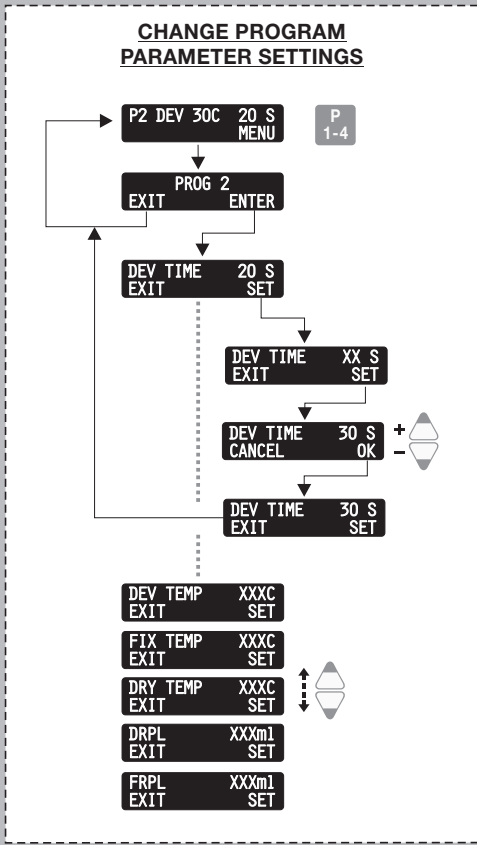 CHANGE PROGRAM
PARAMETER SETTINGS
P2 DEV 30C 20 S
MENU
P
1-4
PROG 2
EXIT ENTER
DEV TIME 20 S
EXIT SET
DEV TIME XX S
EXIT SET
DEV TIME 30 S
CANCEL OK
+
-
DEV TIME 30 S
EXIT SET
DEV TEMP XXXC
EXIT SET
FIX TEMP XXXC
EXIT SET
DRY TEMP XXXC
EXIT SET
DRPL XXXml
EXIT SET
FRPL XXXml
EXIT SET